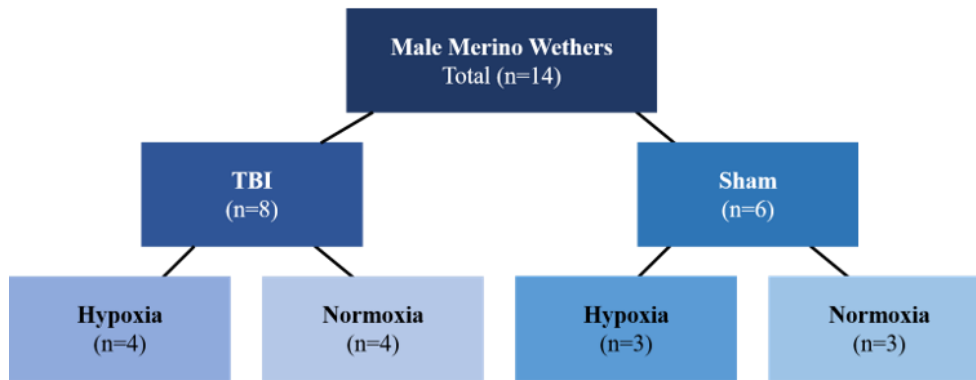 Male Merino Wethers
Total (n=14)
TBI
(n=8)
Sham
(n=6)
Hypoxia
(n=4)
Normoxia
(n=4)
Hypoxia
(n=3)
Normoxia
(n=3)